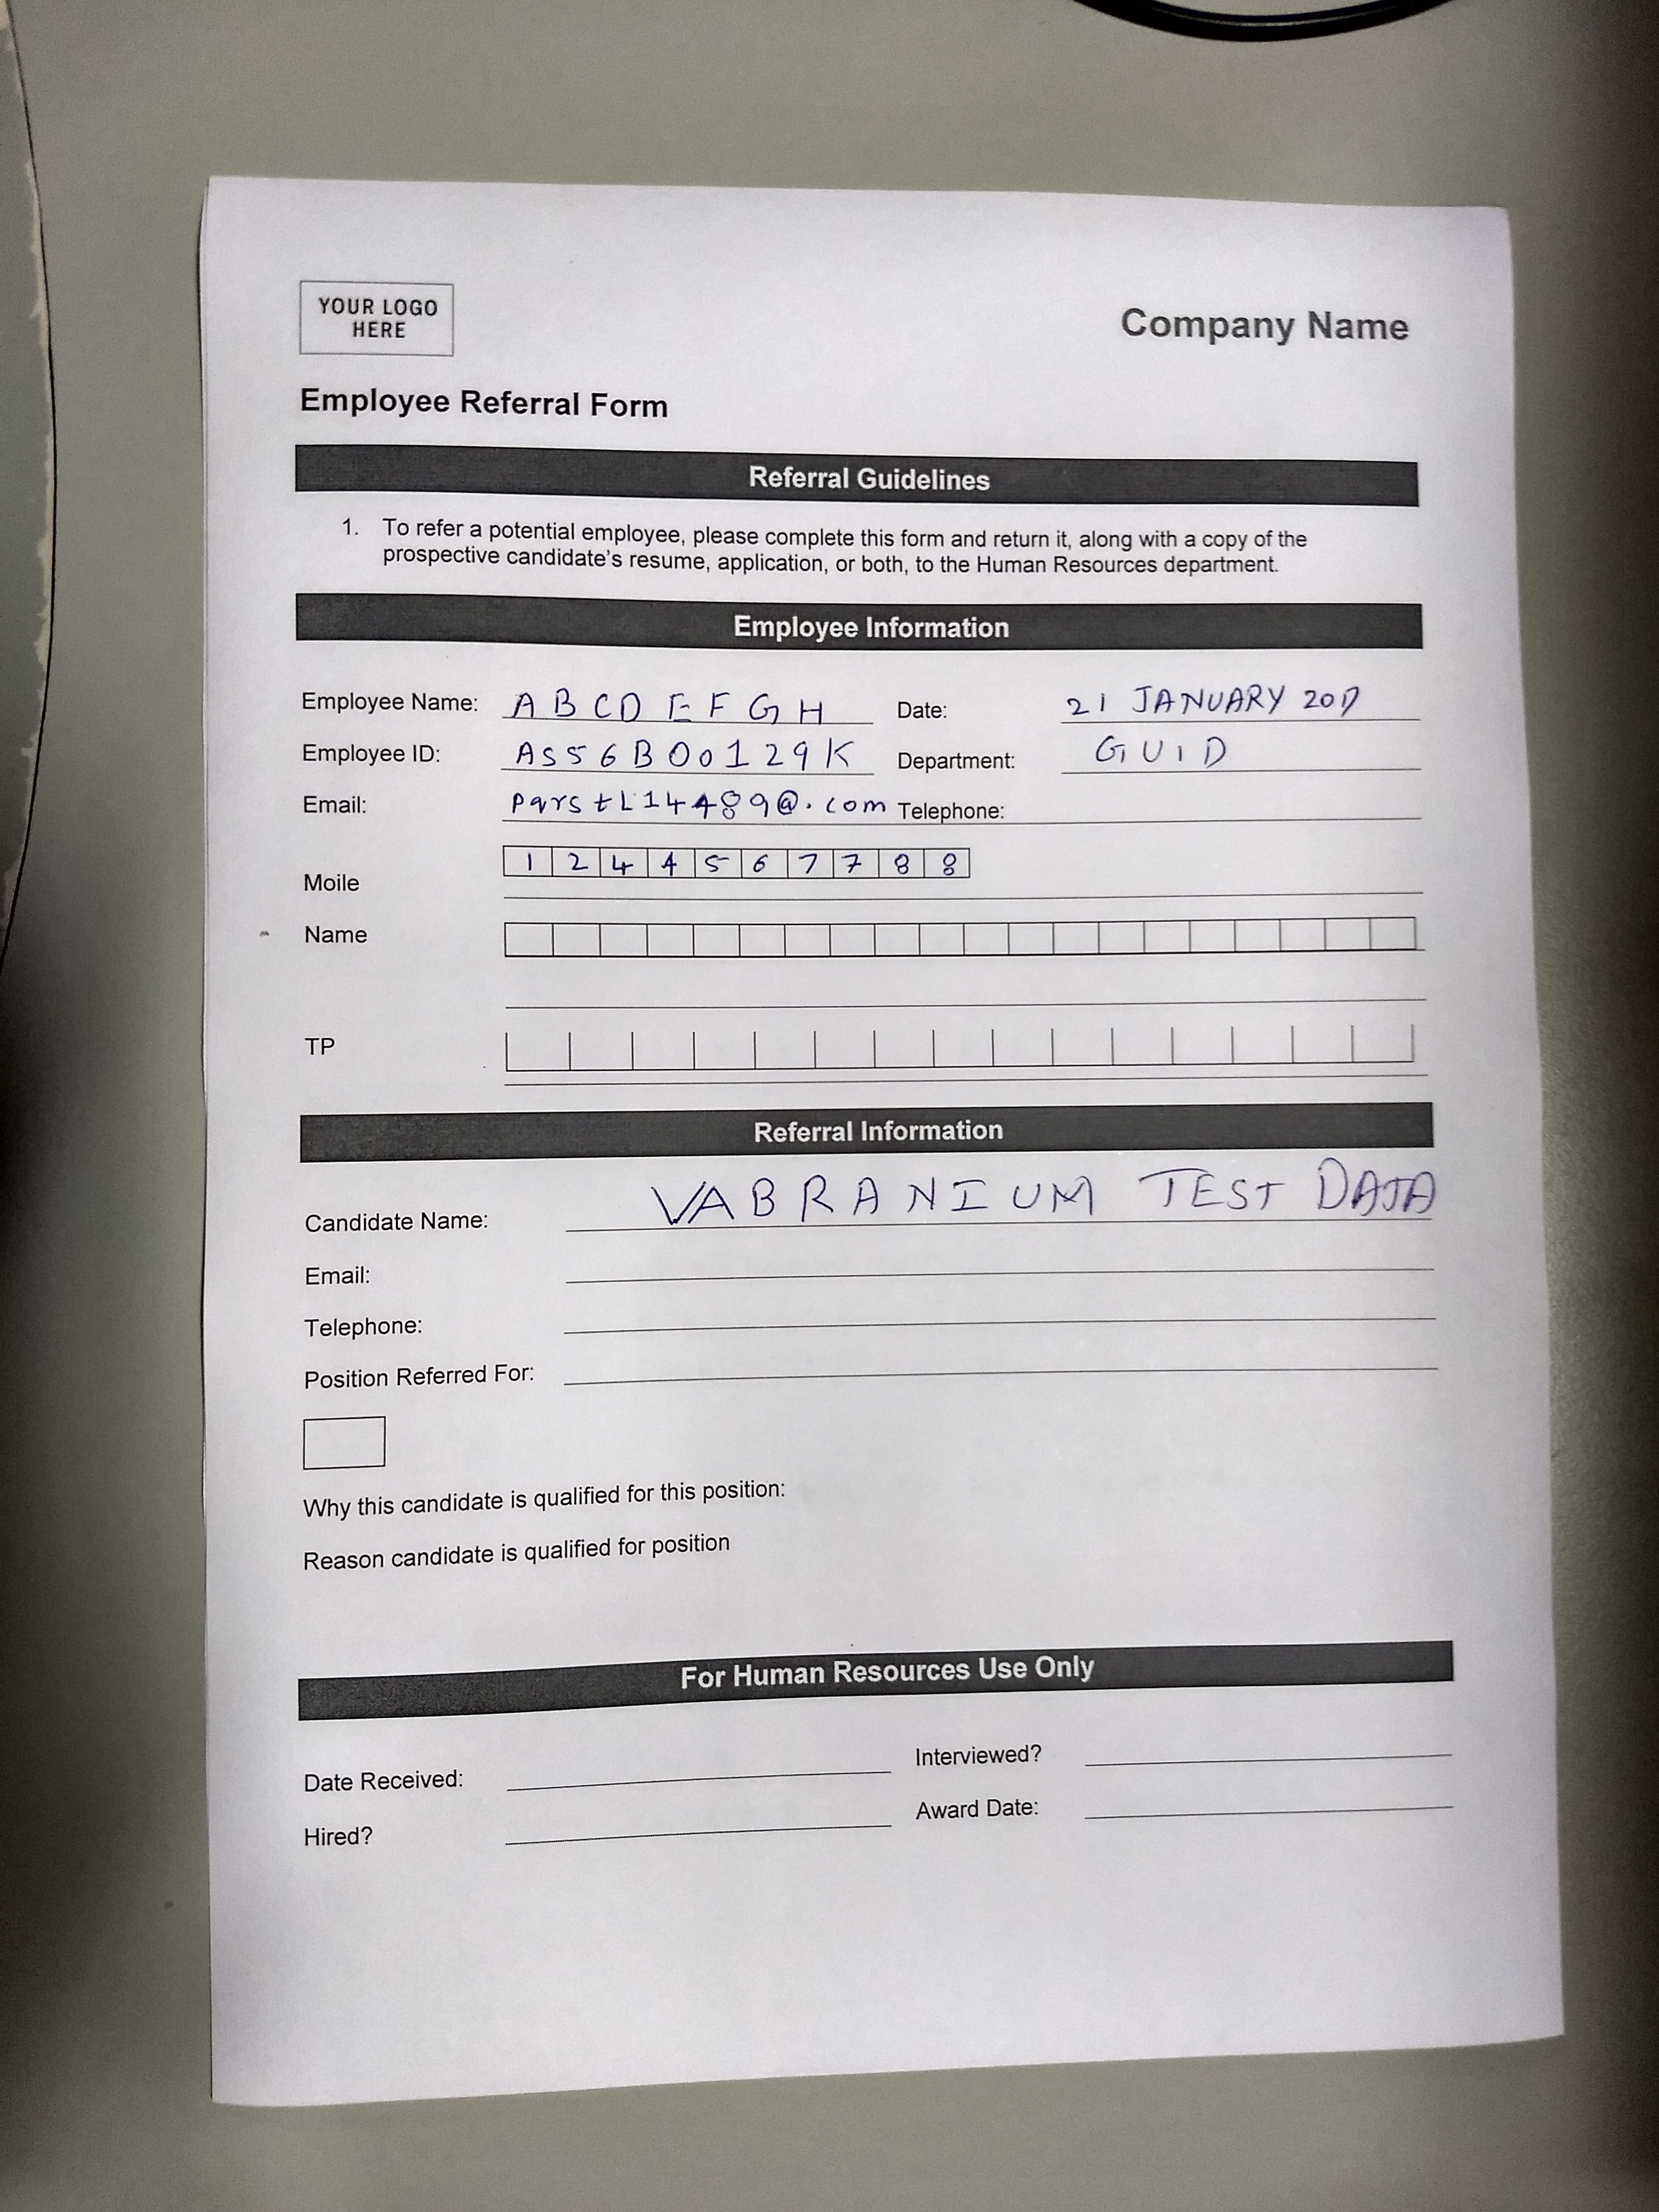 YOUR LOGO
HERE
Company Name
Employee Referral Form
Referral Guidelines
1. To refer a potential employee, please complete this form and return it, along with a copy of the
prospective candidate's resume, application, or both, to the Human Resources department.
Employee Information
Employee Name: A B C D E F G H Date: 21 JANUARY 2017
Employee ID: AS56B00129K Department: GUID
Email: pqrstL14489@.com Telephone:
Moile 1 2 4 4 5 6 7 7 8 8
Name
TP
Referral Information
Candidate Name: VABRANIUM TEST DATA
Email:
Telephone:
Position Referred For:
Why this candidate is qualified for this position:
Reason candidate is qualified for position
For Human Resources Use Only
Date Received: Interviewed?
Hired? Award Date: